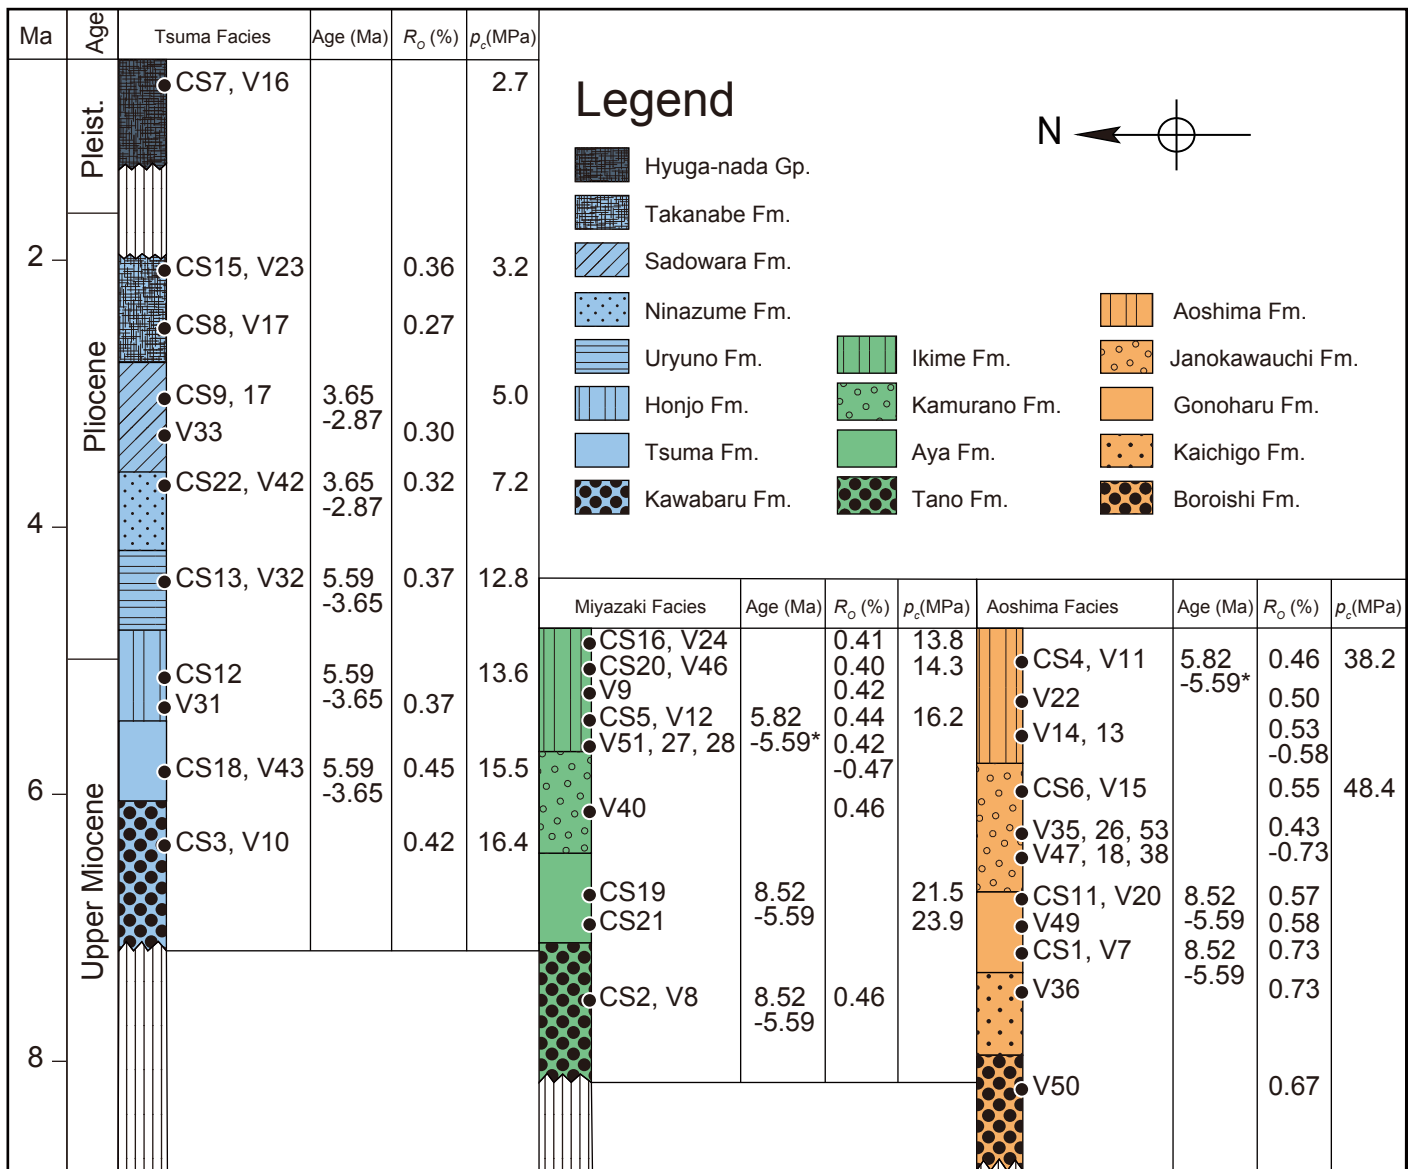 Ma Age Tsuma Facies Age (Ma) Ro (%) pc(MPa)
Pleist.
Pliocene
Upper Miocene
2
4
6
8
CS7, V16 2.7
CS15, V23 0.36 3.2
CS8, V17 0.27
CS9, 17 3.65 5.0
-2.87
V33 0.30
CS22, V42 3.65 0.32 7.2
-2.87
CS13, V32 5.59 0.37 12.8
-3.65
CS12 5.59 13.6
-3.65
V31 0.37
CS18, V43 5.59 0.45 15.5
-3.65
CS3, V10 0.42 16.4
Legend
N
Hyuga-nada Gp.
Takanabe Fm.
Sadowara Fm.
Ninazume Fm.
Uryuno Fm.
Honjo Fm.
Tsuma Fm.
Kawabaru Fm.
Ikime Fm.
Kamurano Fm.
Aya Fm.
Tano Fm.
Aoshima Fm.
Janokawauchi Fm.
Gonoharu Fm.
Kaichigo Fm.
Boroishi Fm.
Miyazaki Facies Age (Ma) Ro (%) pc(MPa)
CS16, V24 0.41 13.8
CS20, V46 0.40 14.3
V9 0.42
CS5, V12 5.82 0.44 16.2
V51, 27, 28 -5.59* 0.42
-0.47
V40 0.46
CS19 8.52 21.5
CS21 -5.59 23.9
CS2, V8 8.52 0.46
-5.59
Aoshima Facies Age (Ma) Ro (%) pc(MPa)
CS4, V11 5.82 0.46 38.2
-5.59*
V22 0.50
V14, 13 0.53
-0.58
CS6, V15 0.55 48.4
V35, 26, 53 0.43
V47, 18, 38 -0.73
CS11, V20 8.52 0.57
V49 -5.59 0.58
CS1, V7 8.52 0.73
-5.59
V36 0.73
V50 0.67